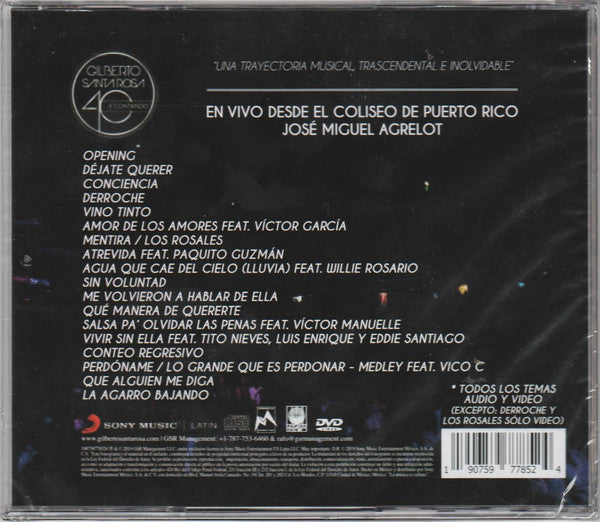 GILBERTO
SANTA ROSA
40
...Y CONTANDO
"UNA TRAYECTORIA MUSICAL, TRASCENDENTAL E INOLVIDABLE"
EN VIVO DESDE EL COLISEO DE PUERTO RICO
JOSÉ MIGUEL AGRELOT
OPENING
DÉJATE QUERER
CONCIENCIA
DERROCHE
VINO TINTO
AMOR DE LOS AMORES FEAT. VÍCTOR GARCÍA
MENTIRA / LOS ROSALES
ATREVIDA FEAT. PAQUITO GUZMÁN
AGUA QUE CAE DEL CIELO (LLUVIA) FEAT. WILLIE ROSARIO
SIN VOLUNTAD
ME VOLVIERON A HABLAR DE ELLA
QUÉ MANERA DE QUERERTE
SALSA PA' OLVIDAR LAS PENAS FEAT. VÍCTOR MANUELLE
VIVIR SIN ELLA FEAT. TITO NIEVES, LUIS ENRIQUE Y EDDIE SANTIAGO
CONTEO REGRESIVO
PERDÓNAME / LO GRANDE QUE ES PERDONAR - MEDLEY FEAT. VICO C
QUE ALGUIEN ME DIGA
LA AGARRO BAJANDO
* TODOS LOS TEMAS
AUDIO Y VIDEO
(EXCEPTO: DERROCHE Y
LOS ROSALES SÓLO VIDEO)
SONY MUSIC | LATIN
DVD
www.gilbertosantarosa.com | GSR Management: +1-787-753-6460 & rafo@gsrmanagement.com
1 90759 77852 4